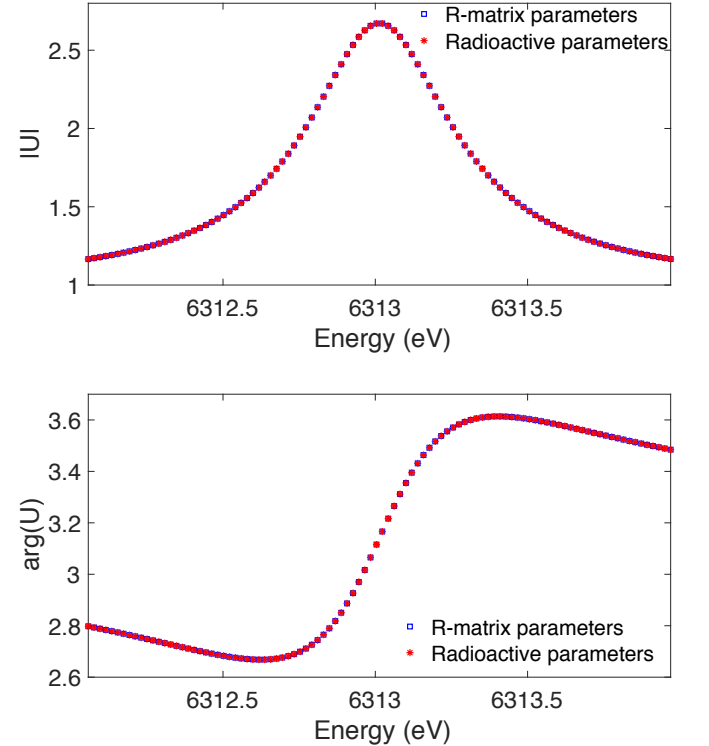 R-matrix parameters
Radioactive parameters
2.5
2
1.5
1
|U|
6312.5 6313 6313.5
Energy (eV)
3.6
3.4
3.2
3
2.8
2.6
arg(U)
R-matrix parameters
Radioactive parameters
6312.5 6313 6313.5
Energy (eV)